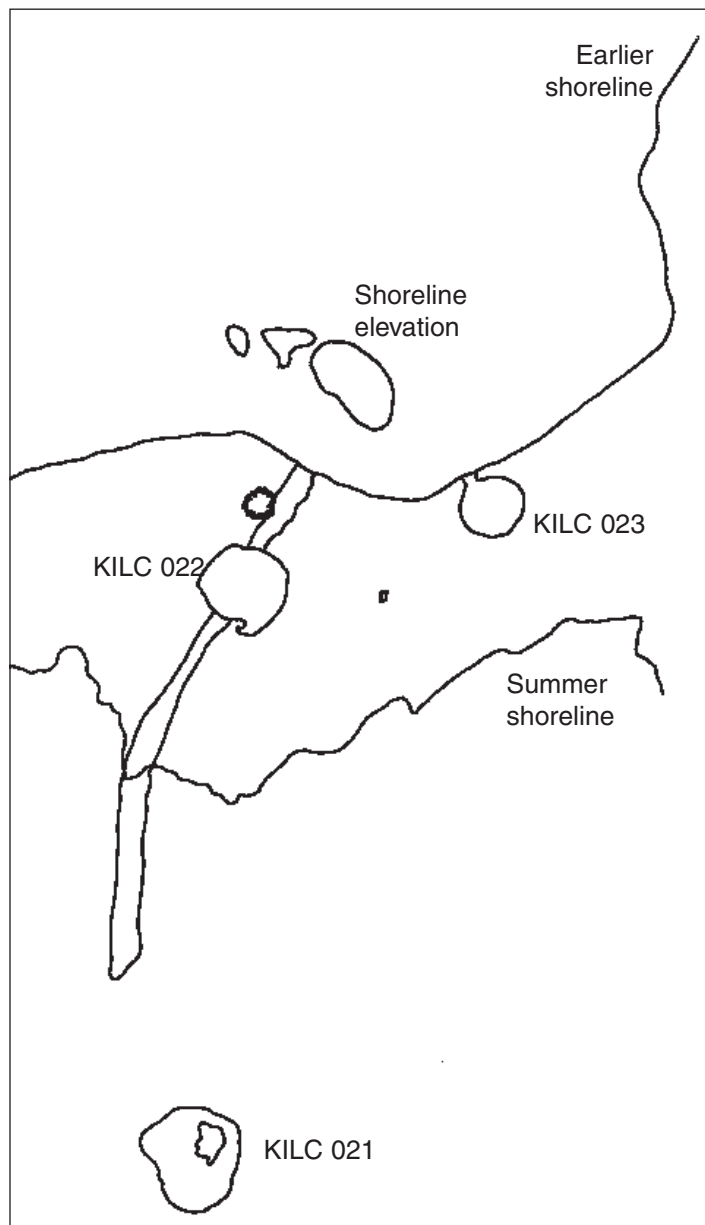 Earlier
shoreline
Shoreline
elevation
KILC 023
KILC 022
Summer
shoreline
KILC 021